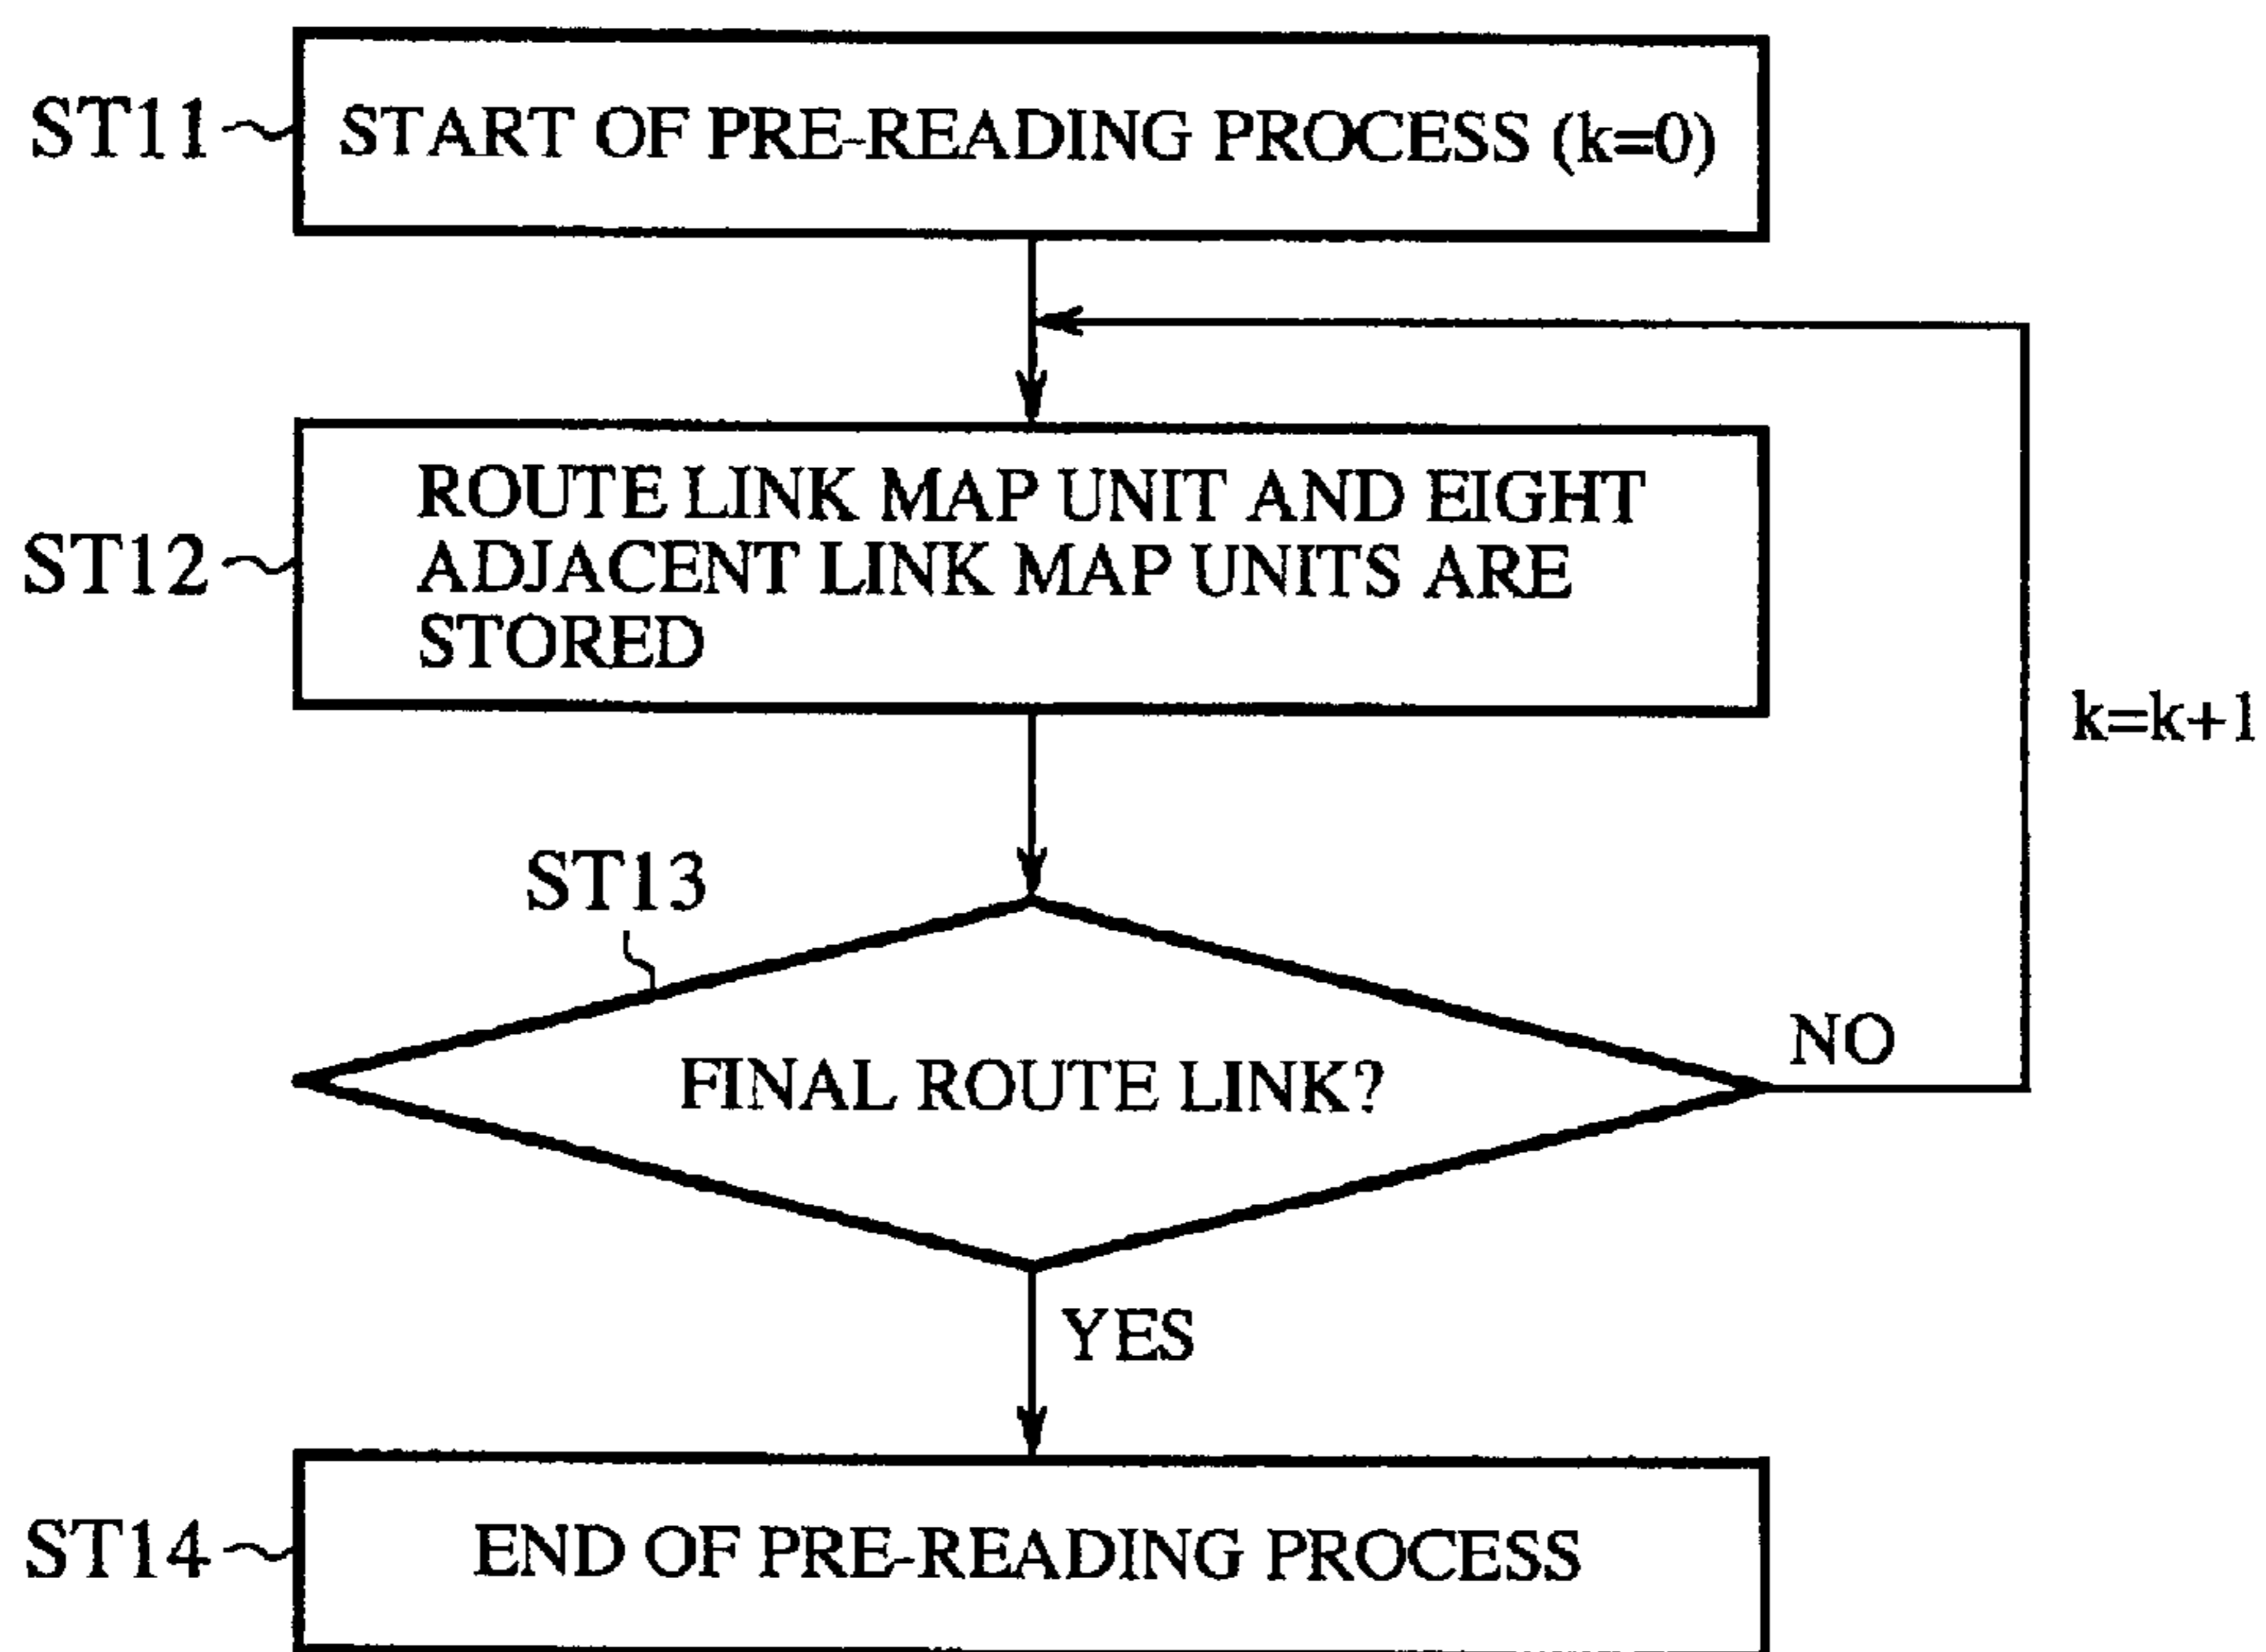 ST11
START OF PRE-READING PROCESS (k=0)
ST12
ROUTE LINK MAP UNIT AND EIGHT
ADJACENT LINK MAP UNITS ARE
STORED
k=k+1
ST13
FINAL ROUTE LINK?
NO
YES
ST14
END OF PRE-READING PROCESS